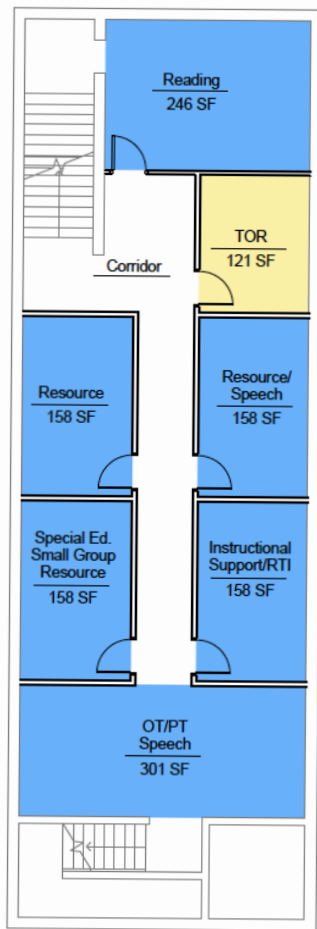 Reading
246 SF
TOR
121 SF
Corridor
Resource
158 SF
Resource/
Speech
158 SF
Special Ed.
Small Group
Resource
158 SF
Instructional
Support/RTI
158 SF
OT/PT
Speech
301 SF